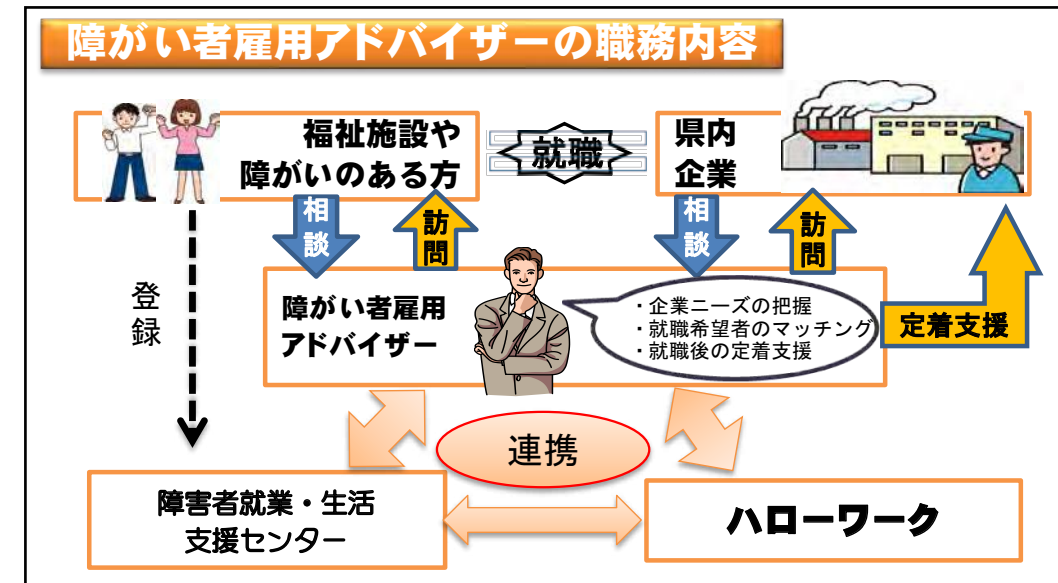 障がい者雇用アドバイザーの職務内容
福祉施設や
障がいのある方
就職
県内
企業
相
談
訪
問
相
談
訪
問
登
録
障がい者雇用
アドバイザー
・企業ニーズの把握
・就職希望者のマッチング
・就職後の定着支援
定着支援
連携
障害者就業・生活
支援センター
ハローワーク